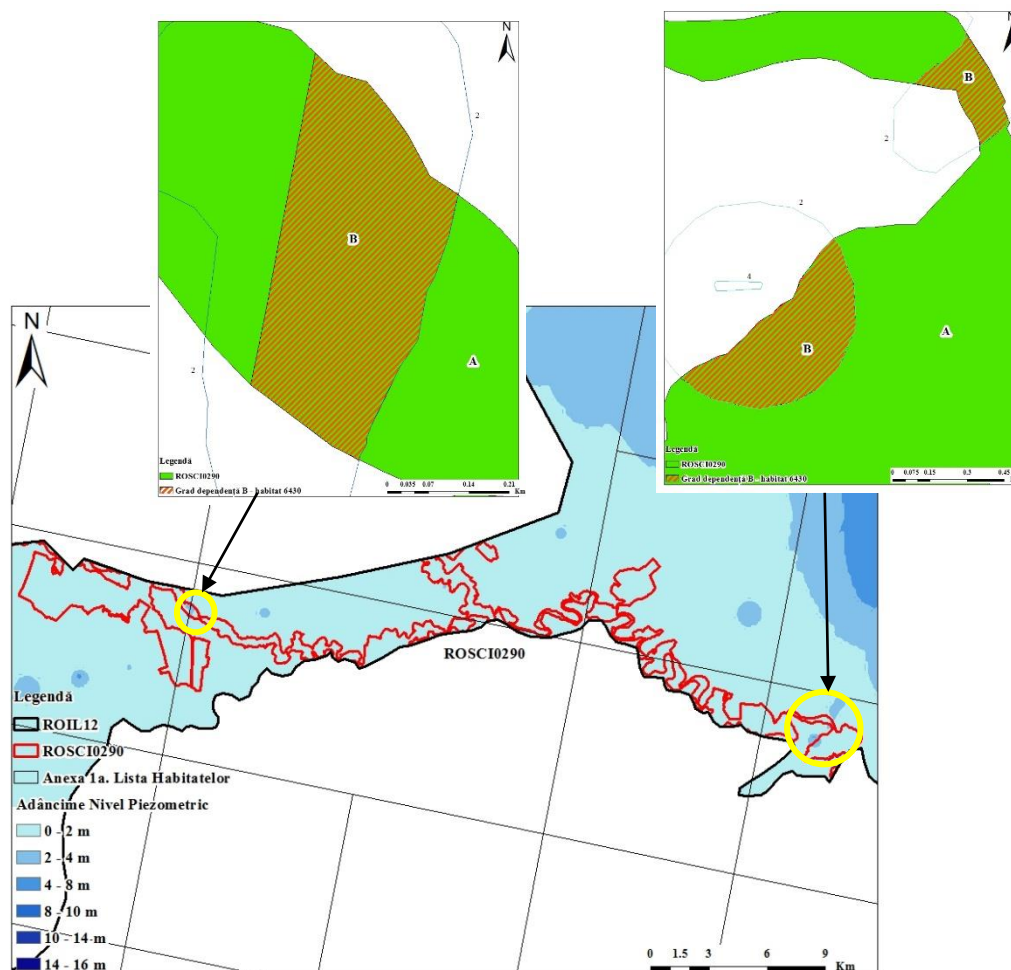 N
2
B
A
2
Legendă
ROSCI0290
Grad dependență B - habitat 6430
0 0.035 0.07 0.14 0.21
Km
N
B
2
2
4
A
B
Legendă
ROSCI0290
Grad dependență B - habitat 6430
0 0.075 0.15 0.3 0.45
N
ROSCI0290
Legendă
ROIL12
ROSCI0290
Anexa 1a. Lista Habitatelor
Adâncime Nivel Piezometric
0 - 2 m
2 - 4 m
4 - 8 m
8 - 10 m
10 - 14 m
14 - 16 m
0 1.5 3 6 9
Km